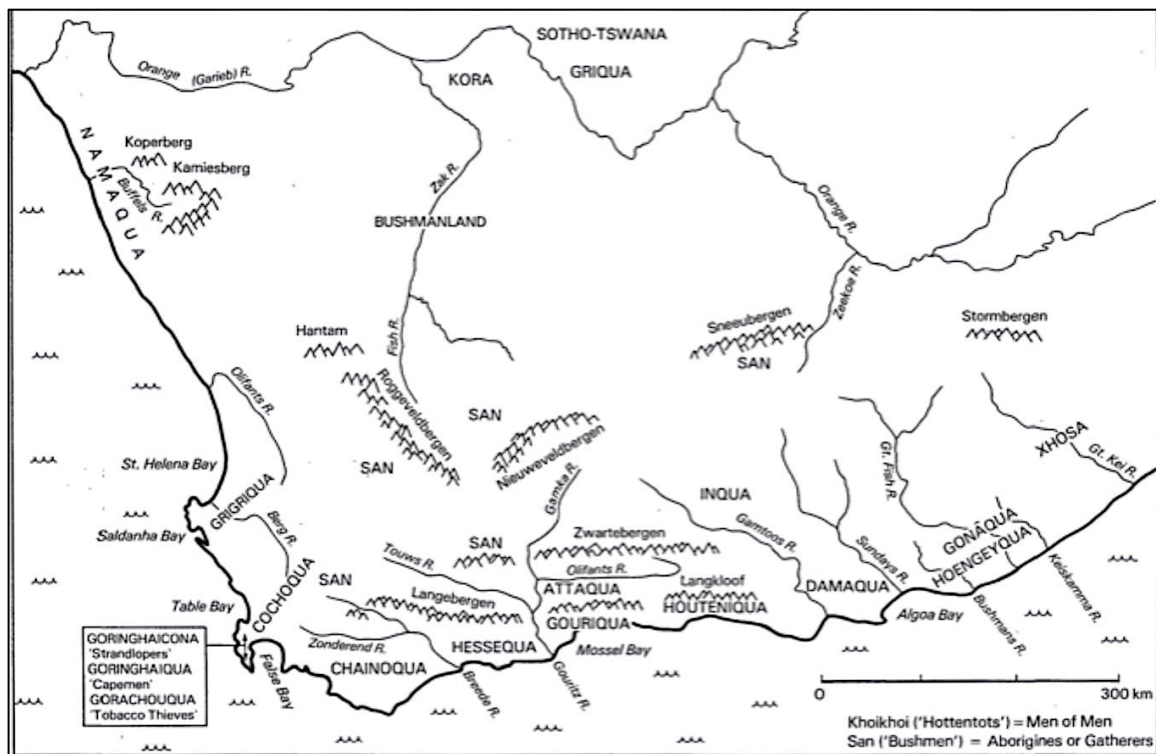 SOTHO-TSWANA
GRIQUA
KORA
Orange (Garieb) R.
NAMAQUA
Koperberg
Kamiesberg
Buffels R.
Zak R.
BUSHMANLAND
Orange R.
Zeekoe R.
Sneeubergen
SAN
Stormbergen
Hantam
Fish R.
Roggeveldbergen
Olifants R.
SAN
Nieuweveldbergen
SAN
St. Helena Bay
GRIGRIQUA
Saldanha Bay
Berg R.
Gamka R.
INQUA
Gamtoos R.
Gt. Fish R.
XHOSA
Gt. Kei R.
Sundays R.
GONAQUA
HOENGEYQUA
Keiskamma R.
Bushmans R.
Zwartebergen
SAN
Touws R.
Olifants R.
ATTAQUA
Langkloof
HOUTENIQUA
DAMAQUA
Algoa Bay
SAN
Langebergen
GOURIQUA
Mossel Bay
Table Bay
COCHOQUA
HESSEQUA
Zonderend R.
CHAINOQUA
Breede R.
Gouritz R.
False Bay
GORINGHAICONA
'Strandlopers'
GORINGHAIQUA
'Capemen'
GORACHOUQUA
'Tobacco Thieves'
0 300 km
Khoikhoi ('Hottentots') = Men of Men
San ('Bushmen') = Aborigines or Gatherers